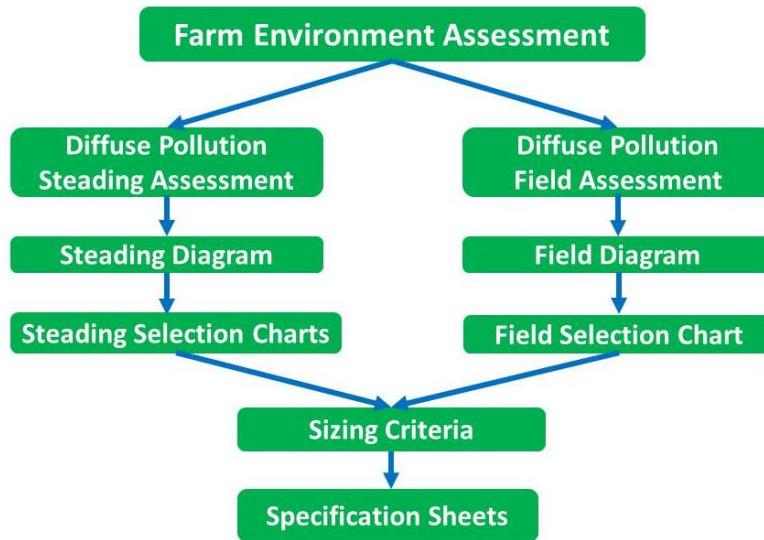 Farm Environment Assessment
Diffuse Pollution
Steading Assessment
Diffuse Pollution
Field Assessment
Steading Diagram
Field Diagram
Steading Selection Charts
Field Selection Chart
Sizing Criteria
Specification Sheets